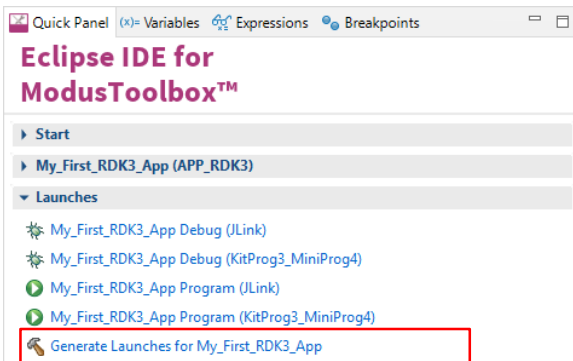 Quick Panel (x)= Variables Expressions Breakpoints
Eclipse IDE for
ModusToolbox™
Start
My_First_RDK3_App (APP_RDK3)
Launches
My_First_RDK3_App Debug (JLink)
My_First_RDK3_App Debug (KitProg3_MiniProg4)
My_First_RDK3_App Program (JLink)
My_First_RDK3_App Program (KitProg3_MiniProg4)
Generate Launches for My_First_RDK3_App